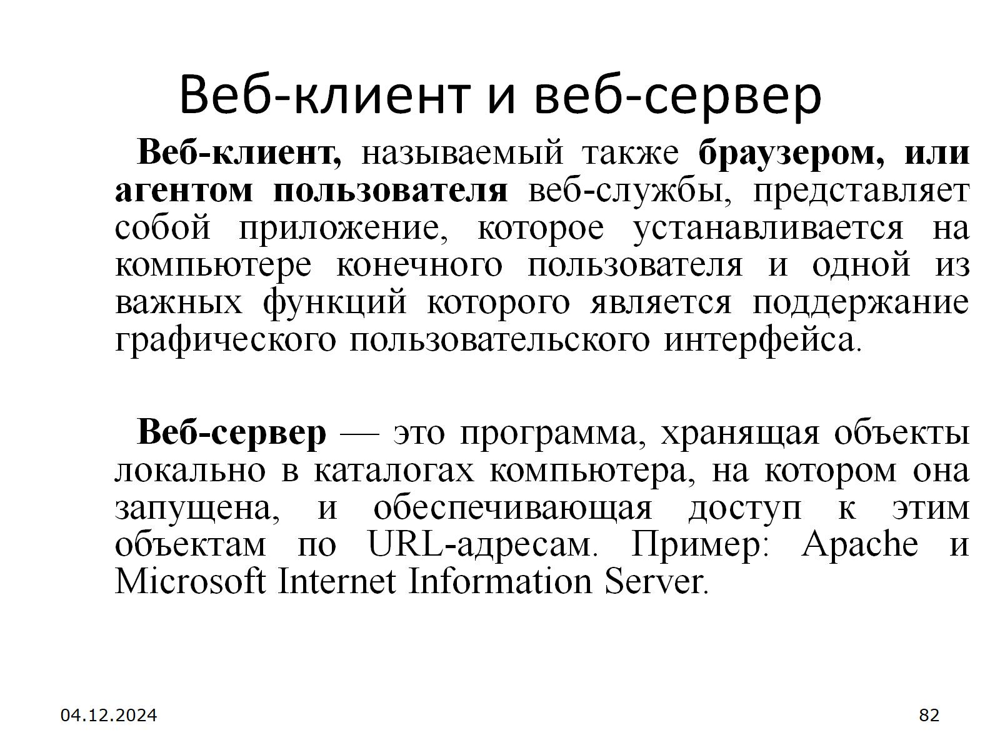 Веб-клиент и веб-сервер
Веб-клиент, называемый также браузером, или
агентом пользователя веб-службы, представляет
собой приложение, которое устанавливается на
компьютере конечного пользователя и одной из
важных функций которого является поддержание
графического пользовательского интерфейса.
Веб-сервер — это программа, хранящая объекты
локально в каталогах компьютера, на котором она
запущена, и обеспечивающая доступ к этим
объектам по URL-адресам. Пример: Apache и
Microsoft Internet Information Server.
04.12.2024
82